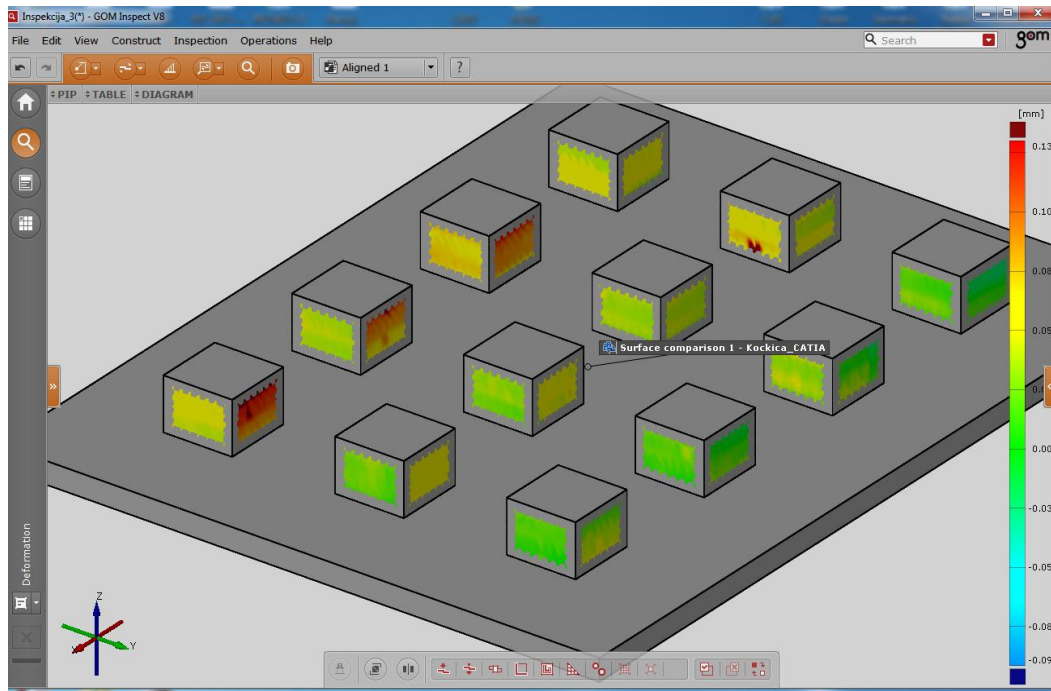 Inspekcija_3(*) - GOM Inspect V8
File Edit View Construct Inspection Operations Help
Search
gom
Aligned 1
?
PIP TABLE DIAGRAM
[mm]
0.13
0.10
0.08
0.05
Surface comparison 1 - Kockica_CATIA
0.00
-0.03
-0.05
-0.08
-0.09
Deformation
Z
X
Y